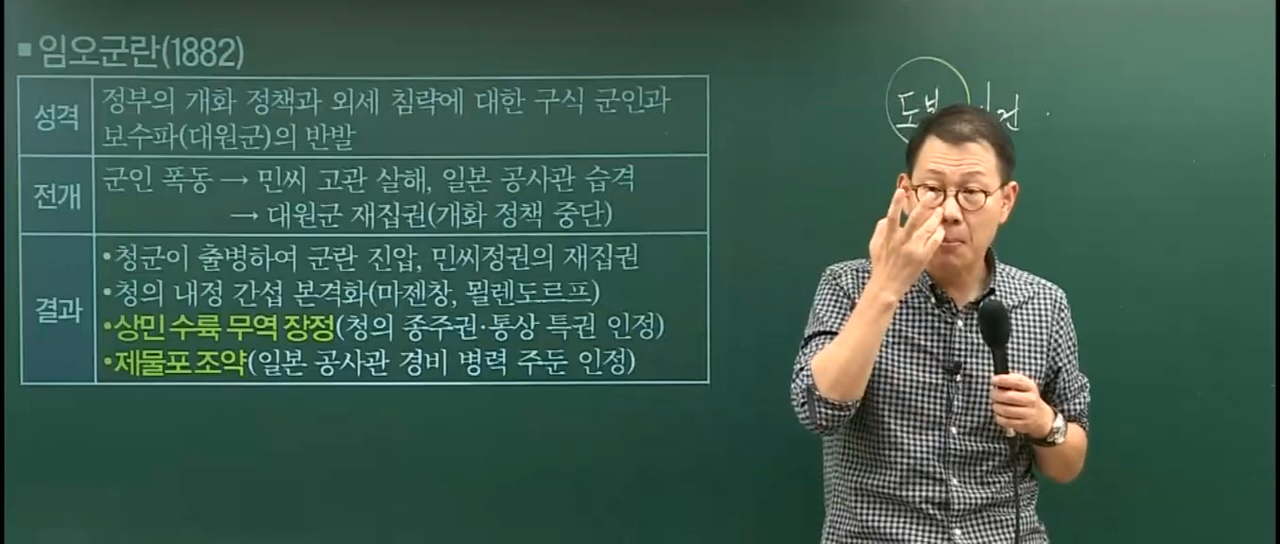 ▪ 임오군란(1882)
성격
정부의 개화 정책과 외세 침략에 대한 구식 군인과
보수파(대원군)의 반발
전개
군인 폭동 → 민씨 고관 살해, 일본 공사관 습격
→ 대원군 재집권(개화 정책 중단)
결과
•청군이 출병하여 군란 진압, 민씨정권의 재집권
•청의 내정 간섭 본격화(마젠창, 묄렌도르프)
•상민 수륙 무역 장정(청의 종주권·통상 특권 인정)
•제물포 조약(일본 공사관 경비 병력 주둔 인정)